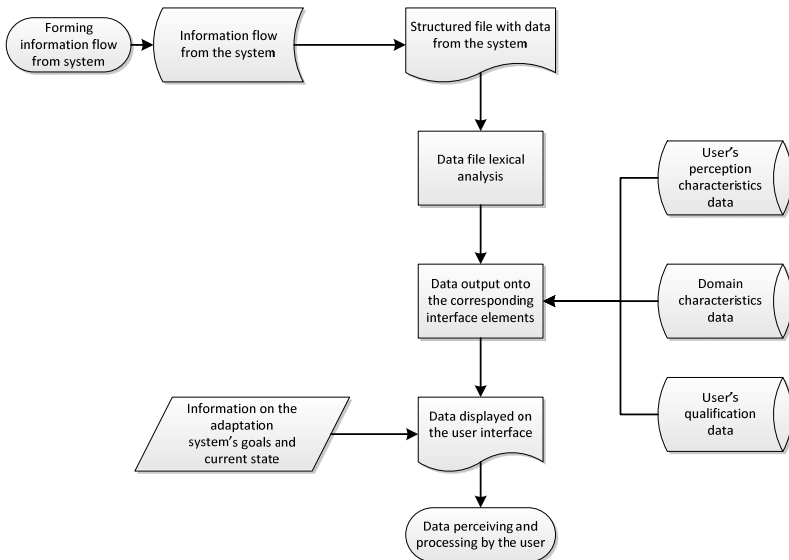 Forming
information flow
from system
Information flow
from the system
Structured file with data
from the system
Data file lexical
analysis
User's
perception
characteristics
data
Data output onto
the corresponding
interface elements
Domain
characteristics
data
User's
qualification
data
Information on the
adaptation
system's goals and
current state
Data displayed on
the user interface
Data perceiving and
processing by the user